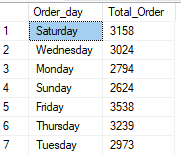 Order_day Total_Order
1 Saturday 3158
2 Wednesday 3024
3 Monday 2794
4 Sunday 2624
5 Friday 3538
6 Thursday 3239
7 Tuesday 2973